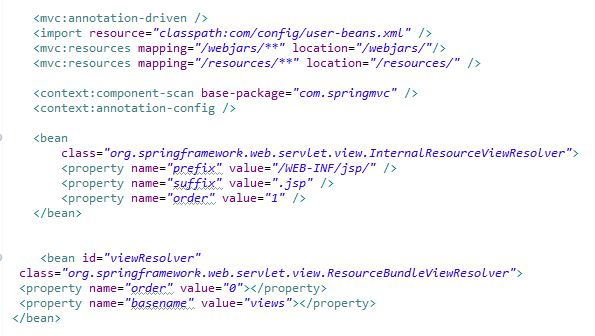 <mvc:annotation-driven />
<import resource="classpath:com/config/user-beans.xml" />
<mvc:resources mapping="/webjars/**" location="/webjars/"/>
<mvc:resources mapping="/resources/**" location="/resources/" />
<context:component-scan base-package="com.springmvc" />
<context:annotation-config />
<bean
class="org.springframework.web.servlet.view.InternalResourceViewResolver">
<property name="prefix" value="/WEB-INF/jsp/" />
<property name="suffix" value=".jsp" />
<property name="order" value="1" />
</bean>
<bean id="viewResolver"
class="org.springframework.web.servlet.view.ResourceBundleViewResolver">
<property name="order" value="0"></property>
<property name="basename" value="views"></property>
</bean>